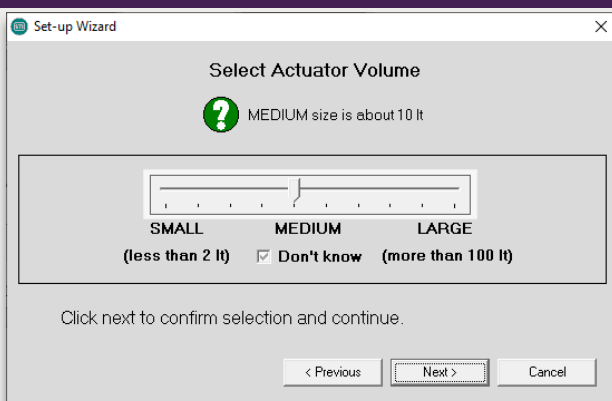 Set-up Wizard
Select Actuator Volume
MEDIUM size is about 10 lt
SMALL MEDIUM LARGE
(less than 2 lt) Don't know (more than 100 lt)
Click next to confirm selection and continue.
< Previous Next > Cancel